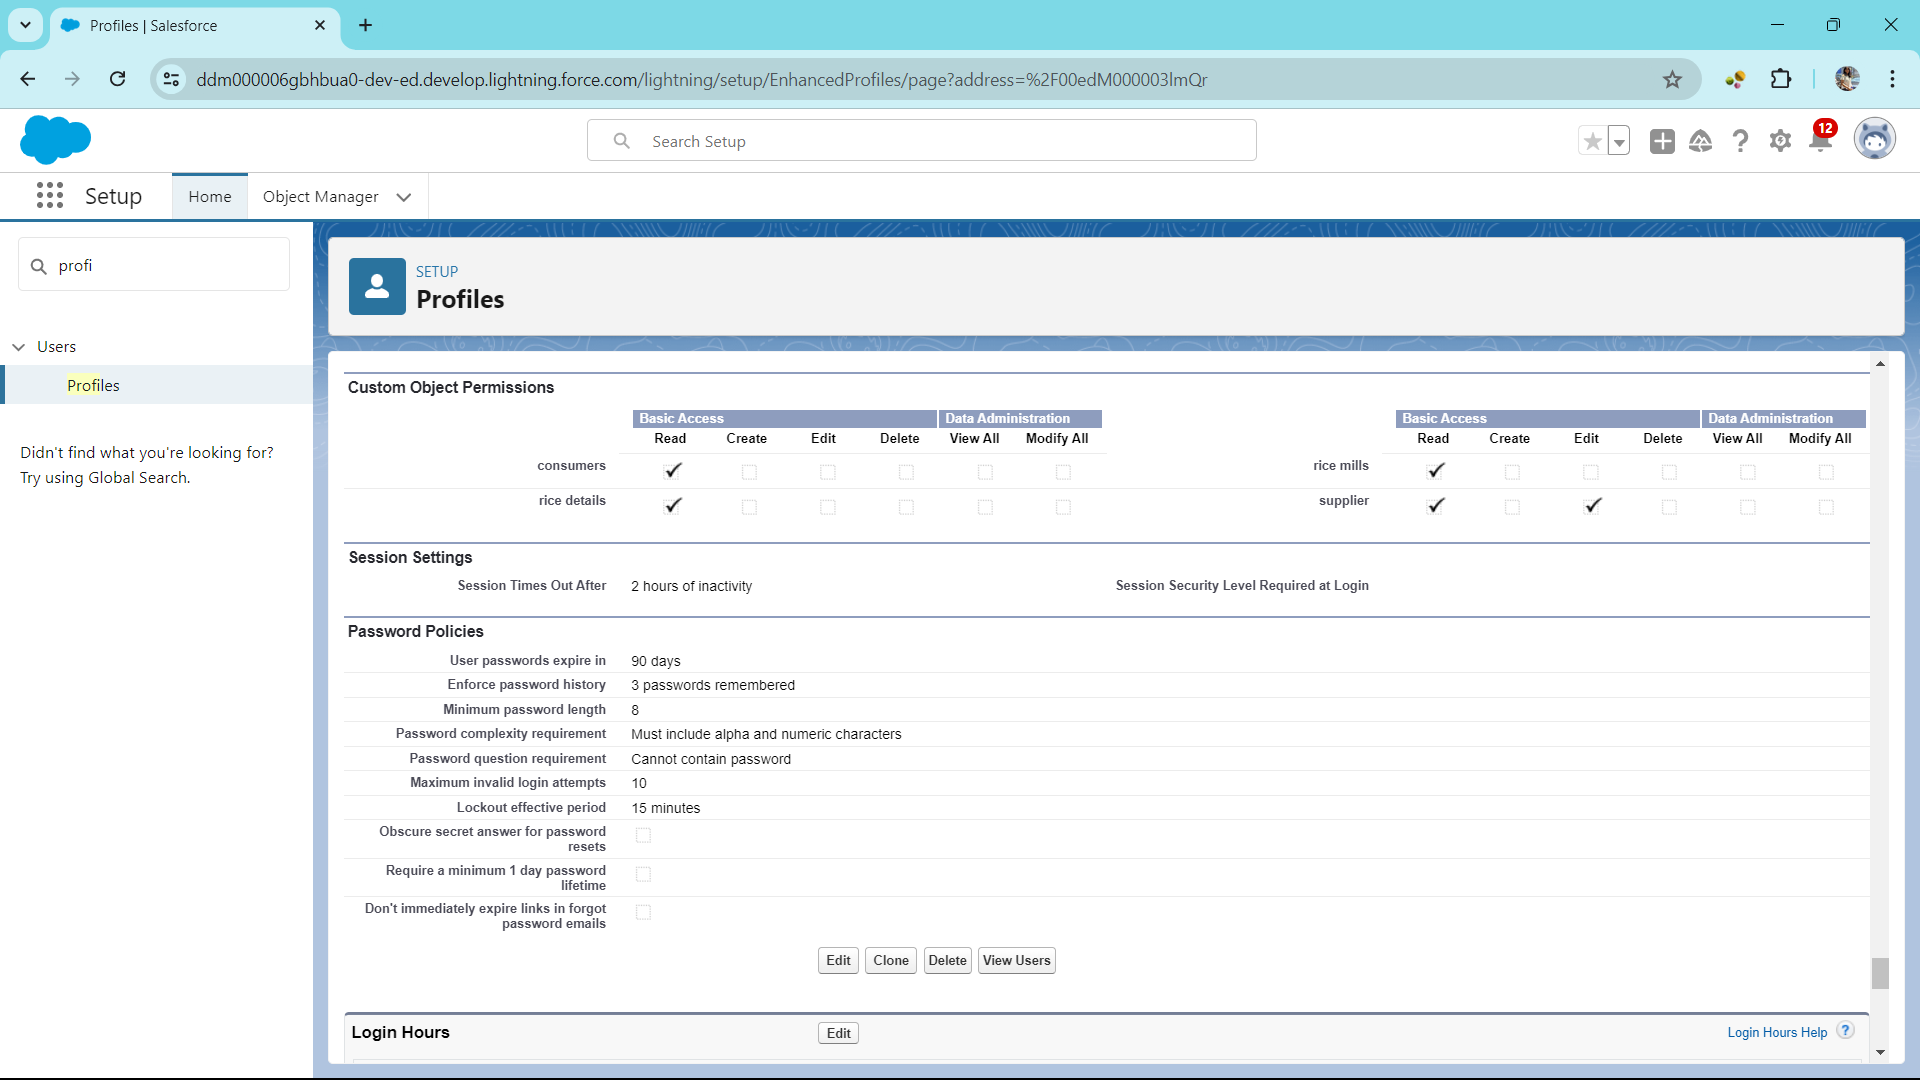 Profiles | Salesforce
ddm000006gbhbua0-dev-ed.develop.lightning.force.com/lightning/setup/EnhancedProfiles/page?address=%2F00edM000003lmQr
Search Setup
12
Setup
Home
Object Manager
profi
Users
Profiles
Didn't find what you're looking for?
Try using Global Search.
SETUP
Profiles
Custom Object Permissions
Basic Access Data Administration Basic Access Data Administration
Read Create Edit Delete View All Modify All Read Create Edit Delete View All Modify All
consumers rice mills
rice details supplier
Session Settings
Session Times Out After 2 hours of inactivity Session Security Level Required at Login
Password Policies
User passwords expire in 90 days
Enforce password history 3 passwords remembered
Minimum password length 8
Password complexity requirement Must include alpha and numeric characters
Password question requirement Cannot contain password
Maximum invalid login attempts 10
Lockout effective period 15 minutes
Obscure secret answer for password
resets
Require a minimum 1 day password
lifetime
Don't immediately expire links in forgot
password emails
Edit Clone Delete View Users
Login Hours Edit Login Hours Help ?